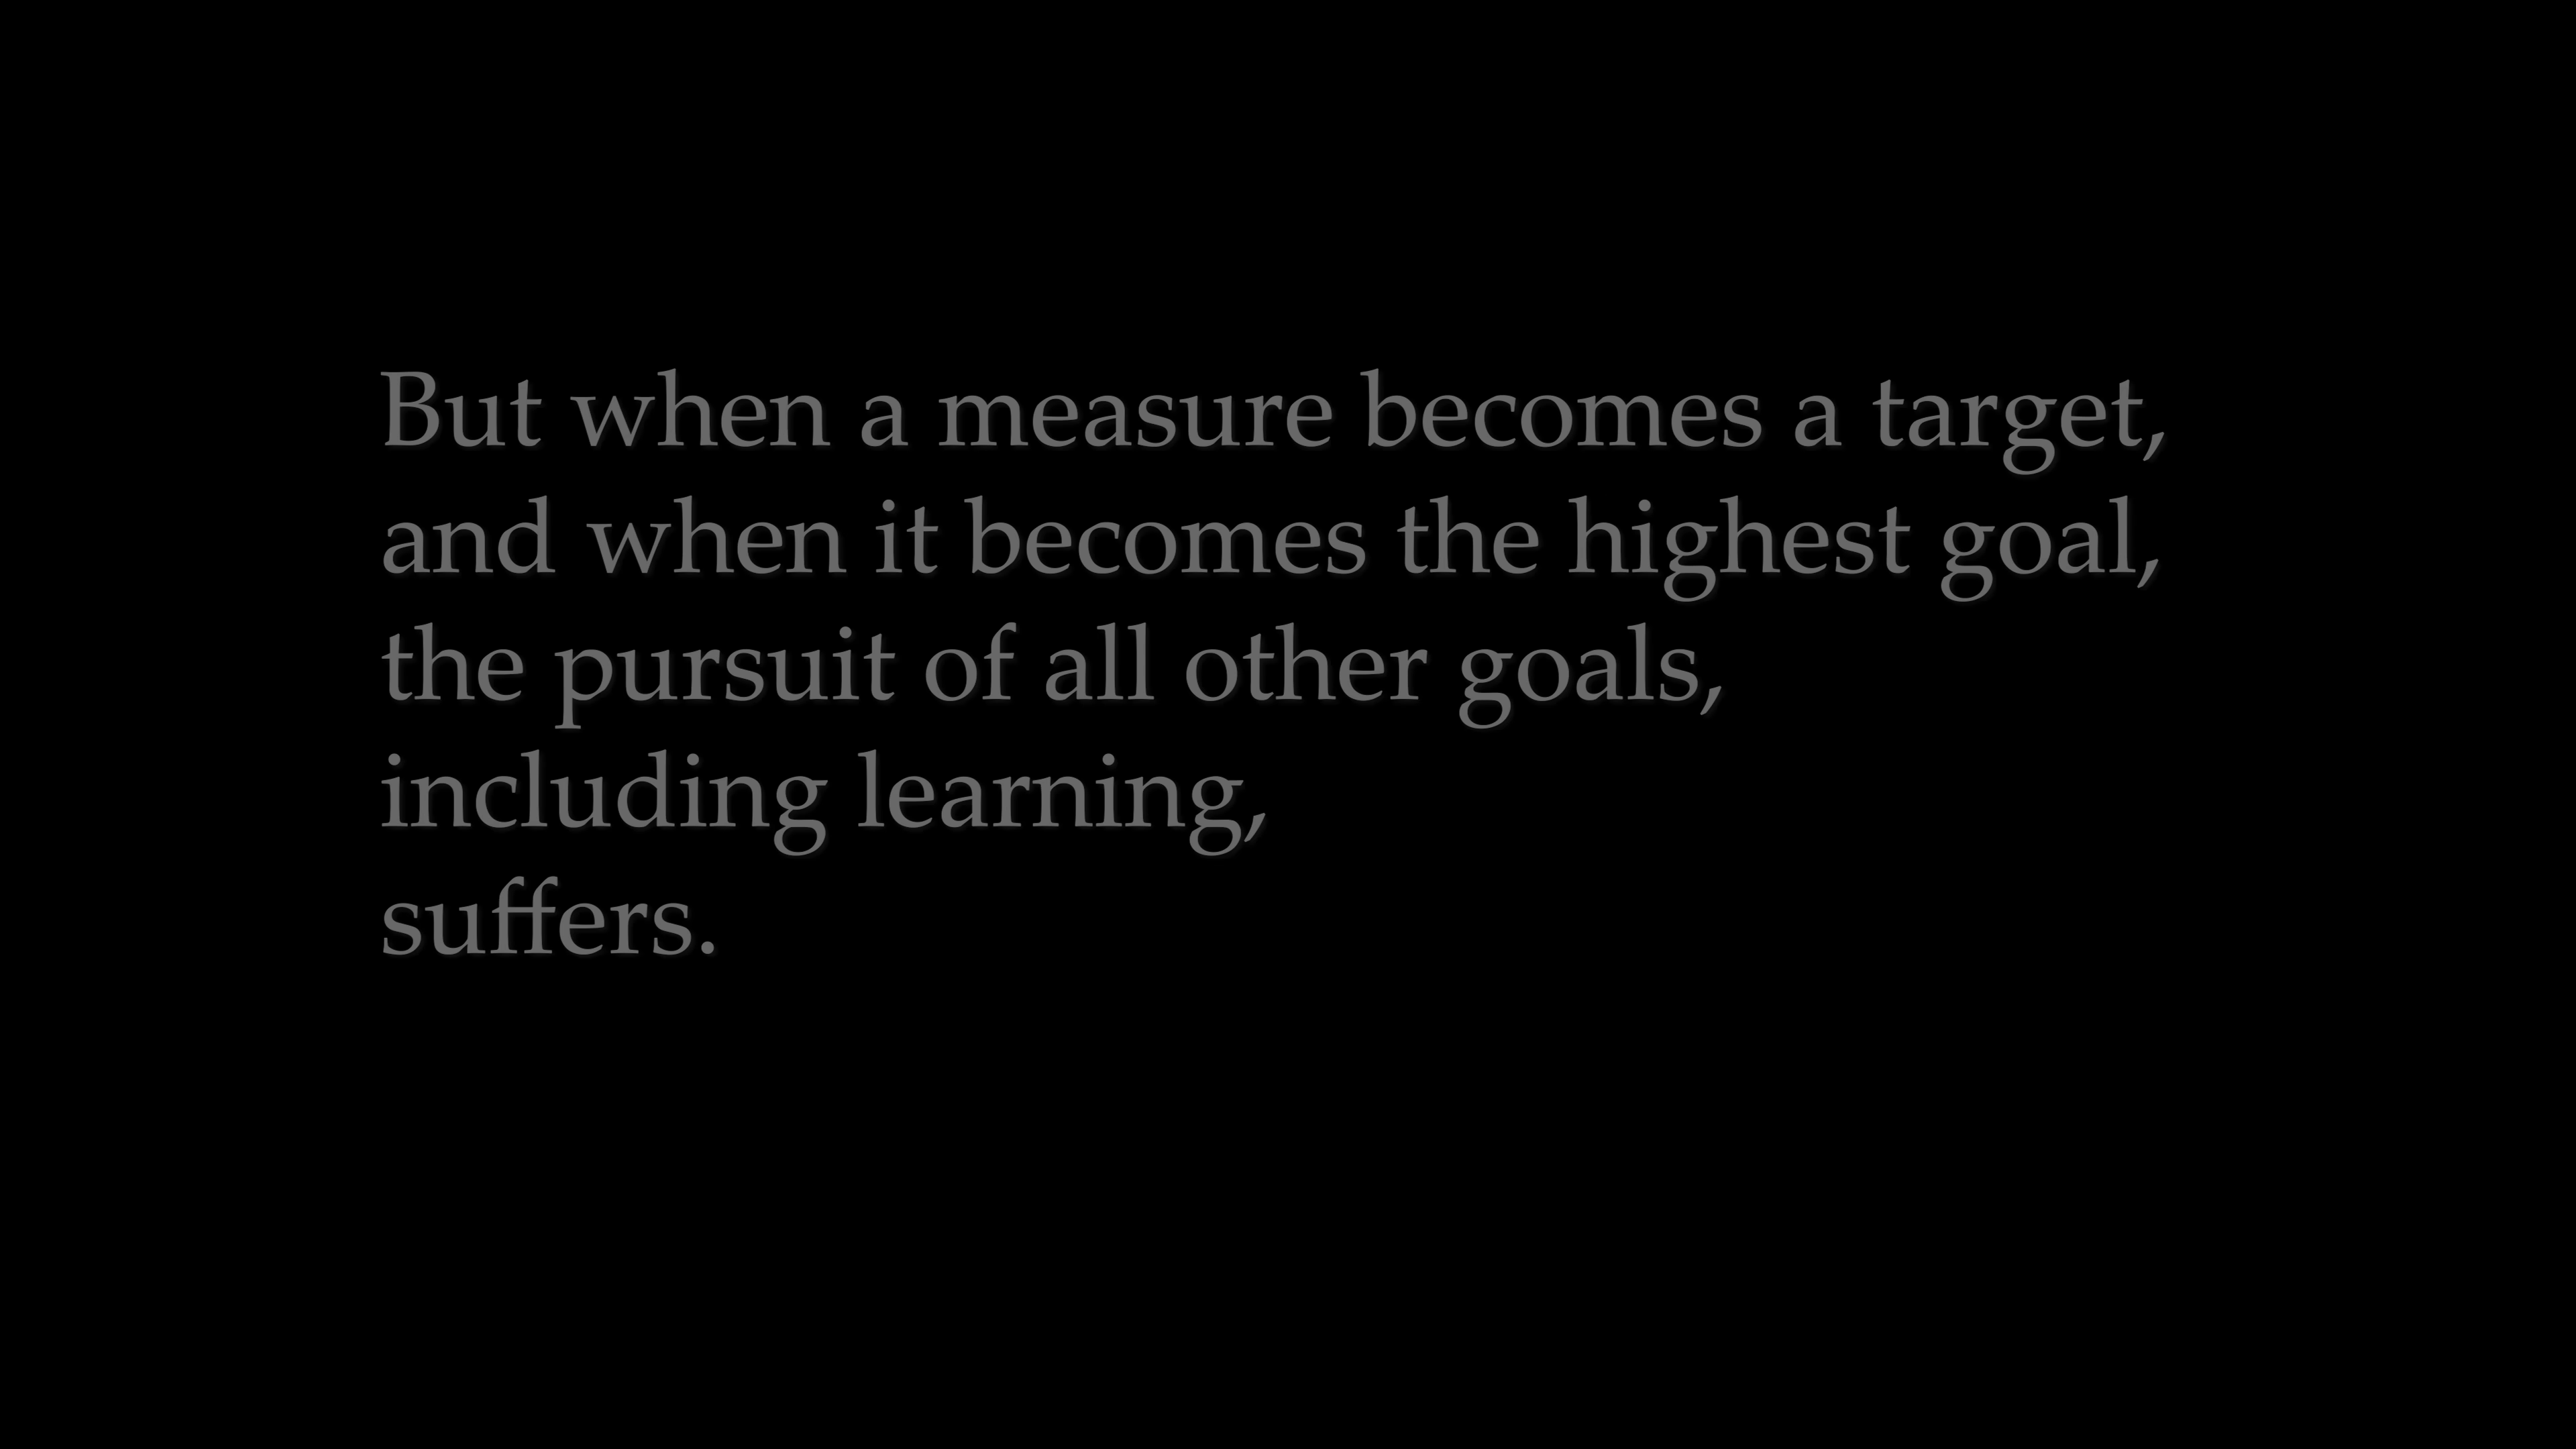 But when a measure becomes a target,
and when it becomes the highest goal,
the pursuit of all other goals,
including learning,
suffers.